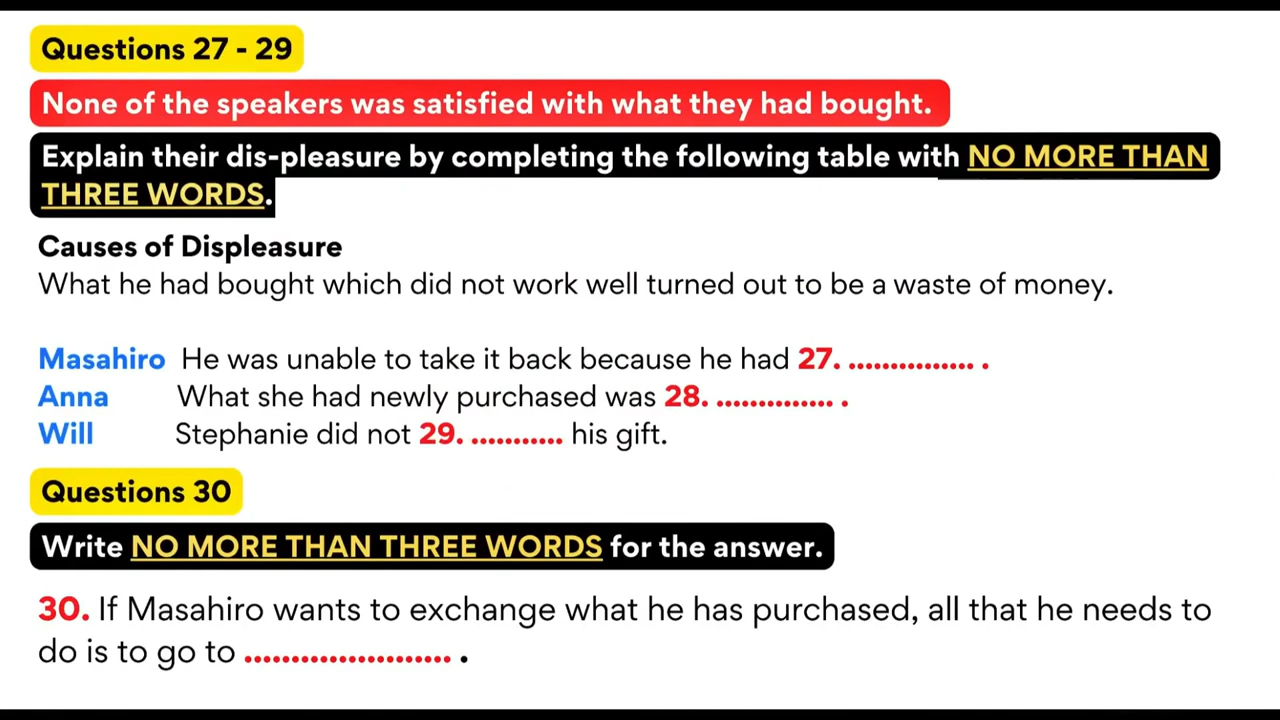 Questions 27 - 29
None of the speakers was satisfied with what they had bought.
Explain their dis-pleasure by completing the following table with NO MORE THAN
THREE WORDS.
Causes of Displeasure
What he had bought which did not work well turned out to be a waste of money.
Masahiro He was unable to take it back because he had 27. ............... .
Anna What she had newly purchased was 28. .............. .
Will Stephanie did not 29. ........... his gift.
Questions 30
Write NO MORE THAN THREE WORDS for the answer.
30. If Masahiro wants to exchange what he has purchased, all that he needs to
do is to go to ....................... .